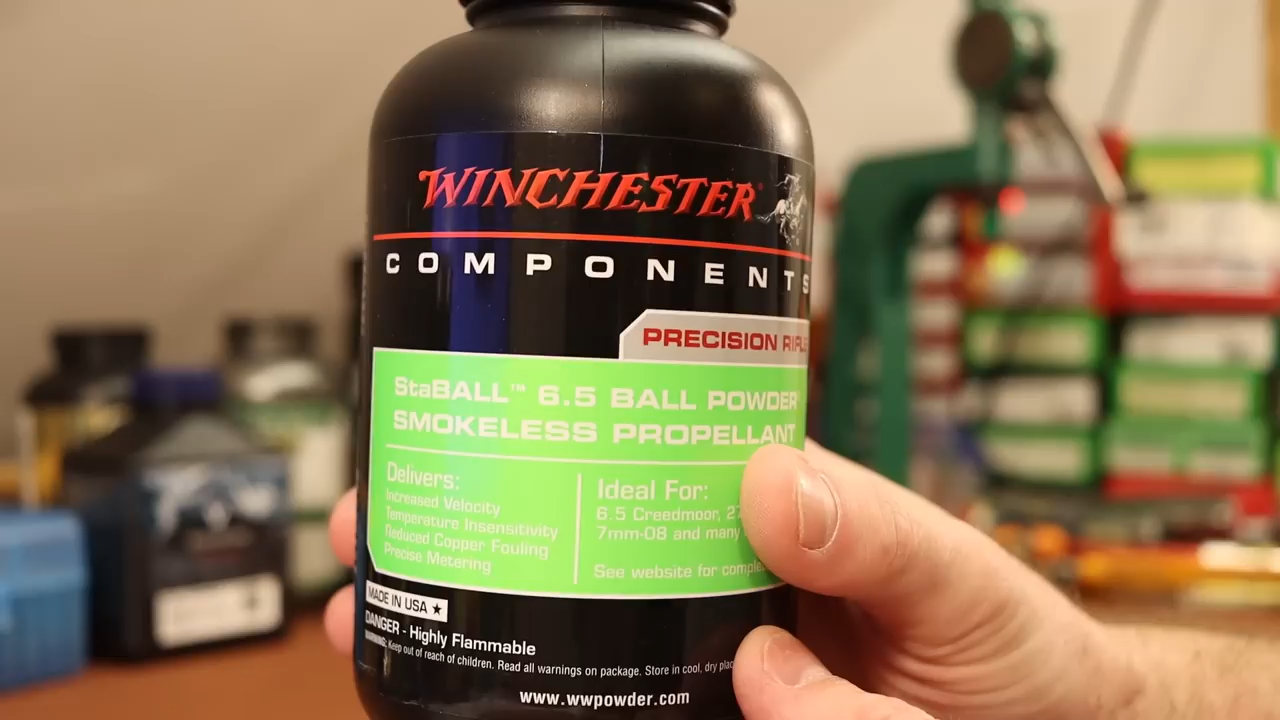 WINCHESTER
COMPONENTS
PRECISION RIFLE
StaBALL™ 6.5 BALL POWDER
SMOKELESS PROPELLANT
Delivers:
Increased Velocity
Temperature Insensitivity
Reduced Copper Fouling
Precise Metering
Ideal For:
6.5 Creedmoor, 27
7mm-08 and many
See website for comple
MADE IN USA ★
DANGER - Highly Flammable
WARNING: Keep out of reach of children. Read all warnings on package. Store in cool, dry plac
www.wwpowder.com